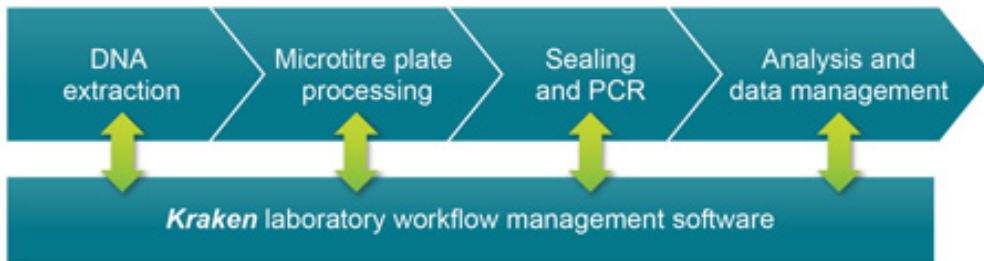 DNA
extraction
Microtitre plate
processing
Sealing
and PCR
Analysis and
data management
Kraken laboratory workflow management software